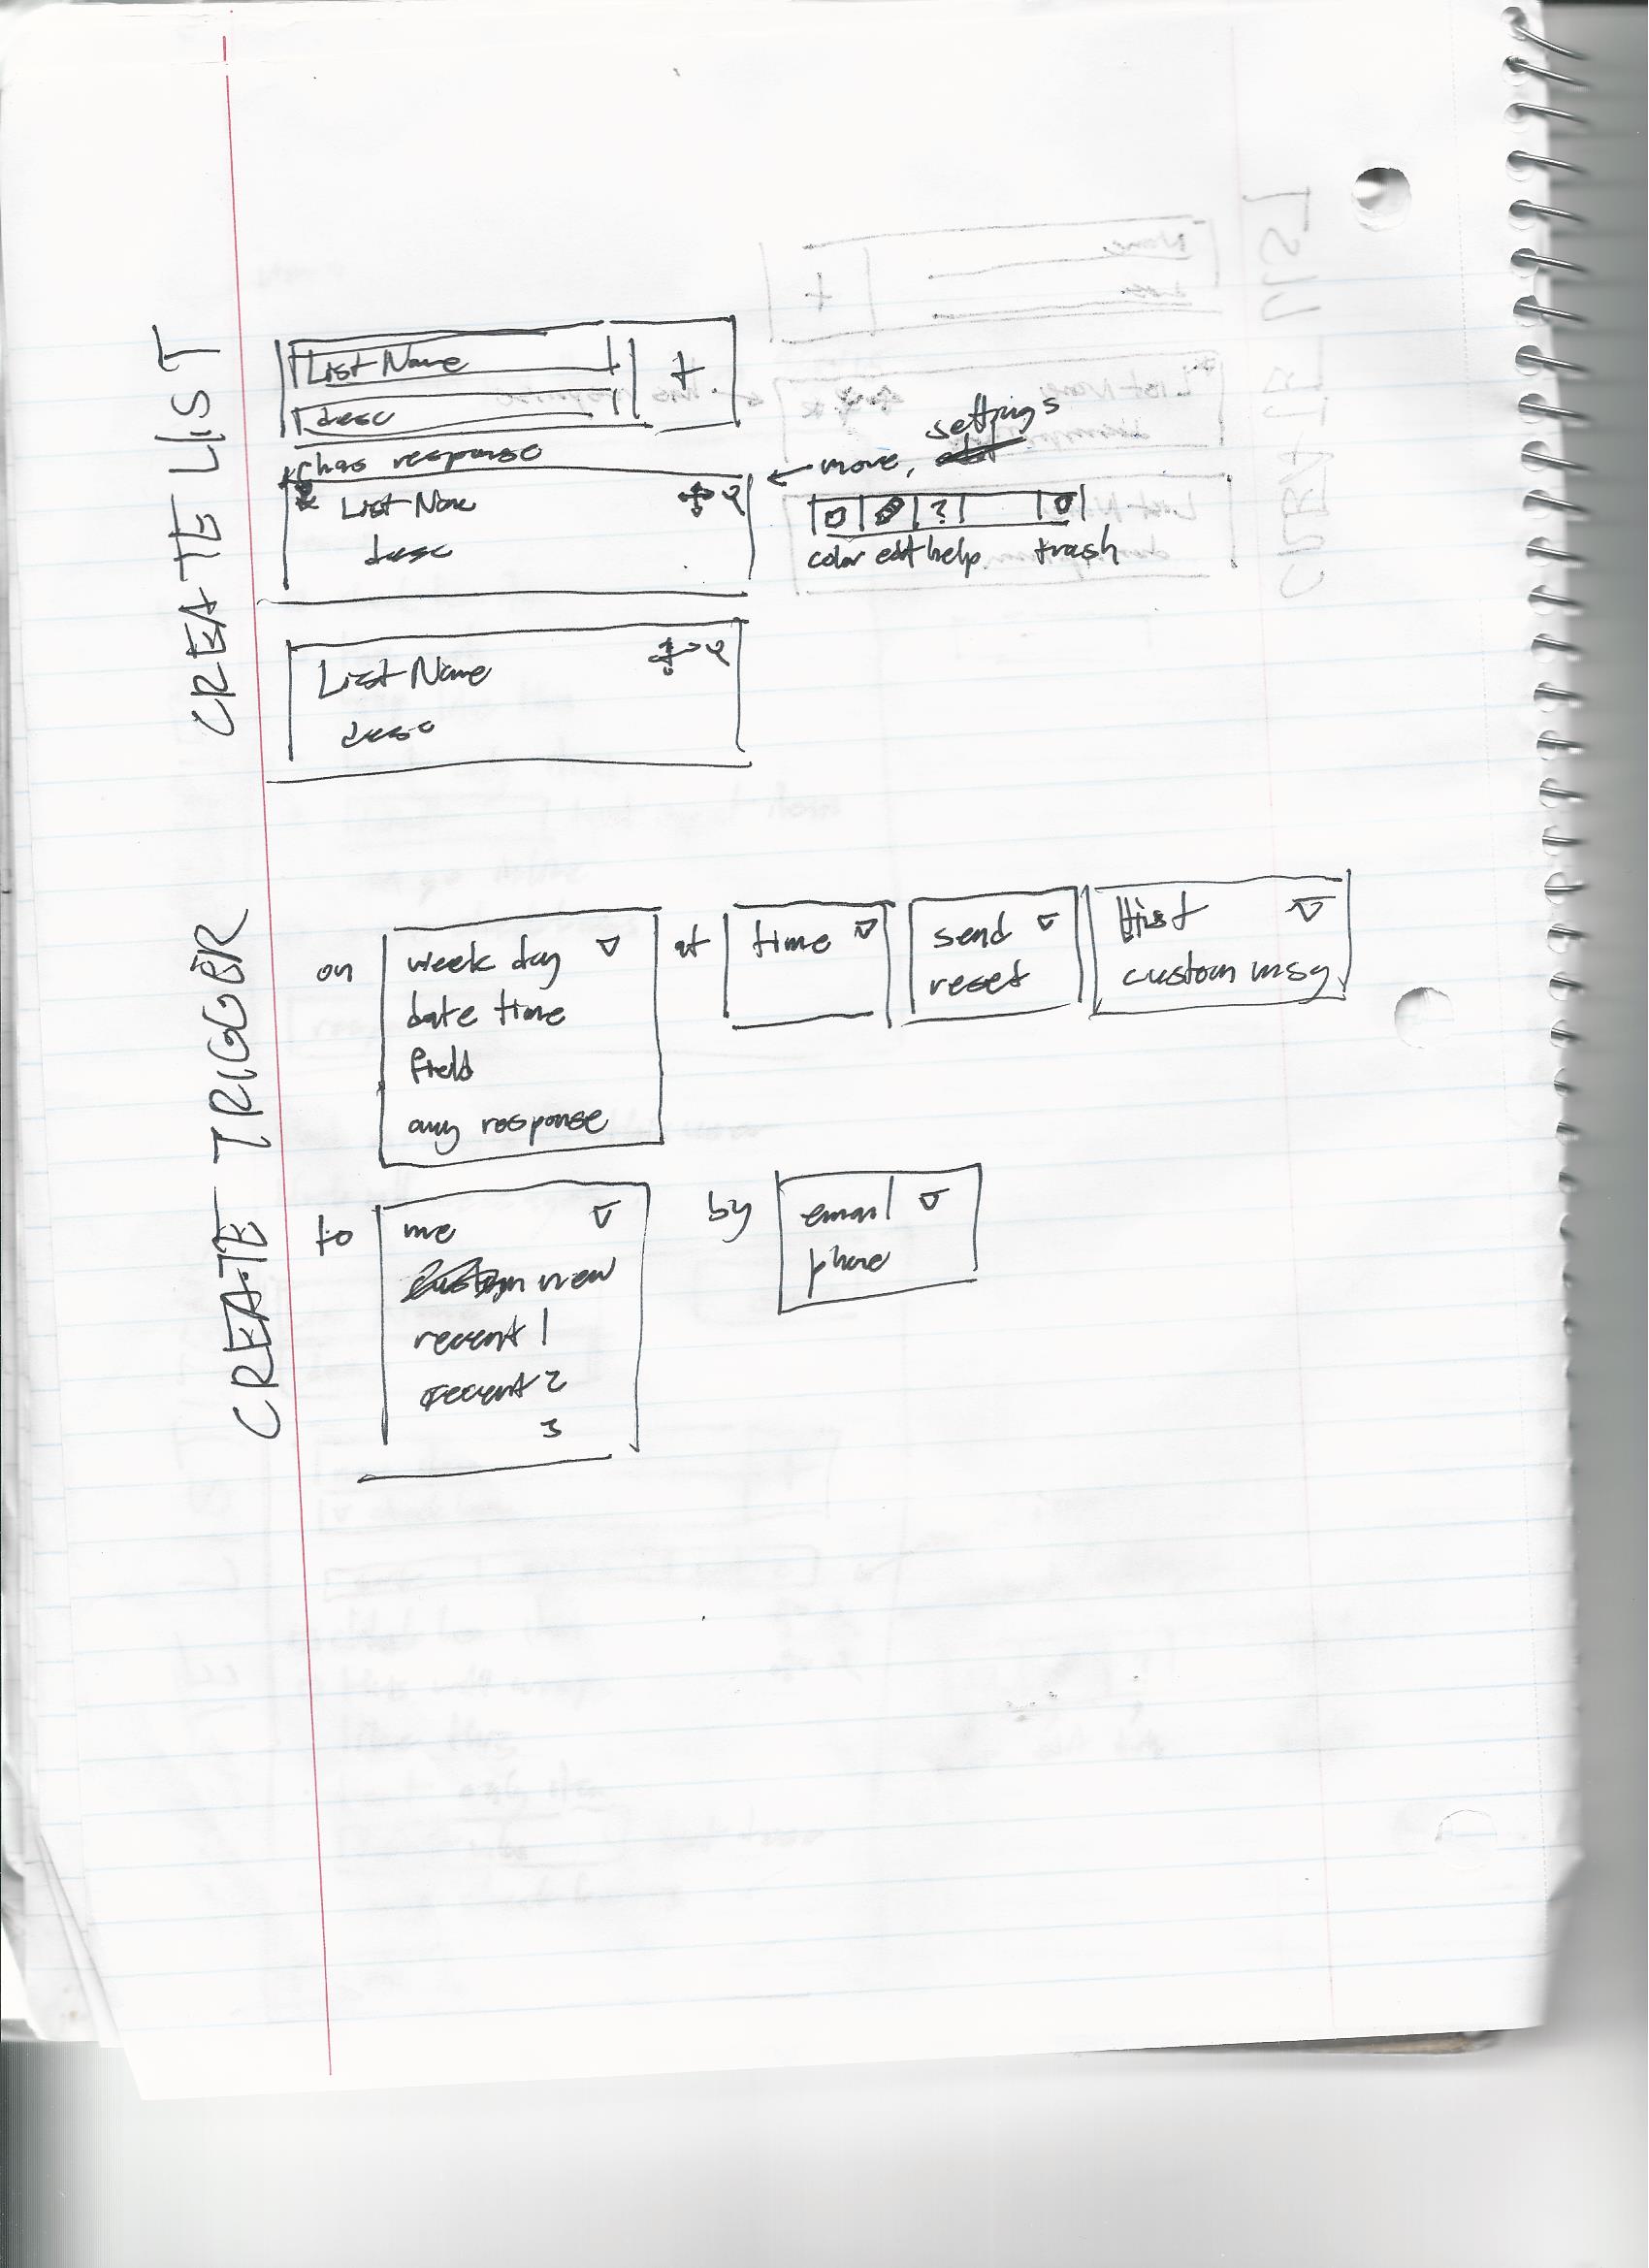 CREATE LIST
List Name +
desc
* has response
* List Name
desc
← move, settings
?
color edit help trash
List Name
desc
CREATE TRIGGER
on week day at time send list
date time reset custom msg
field
any response
to me by email
view phone
recent 1
recent 2
3